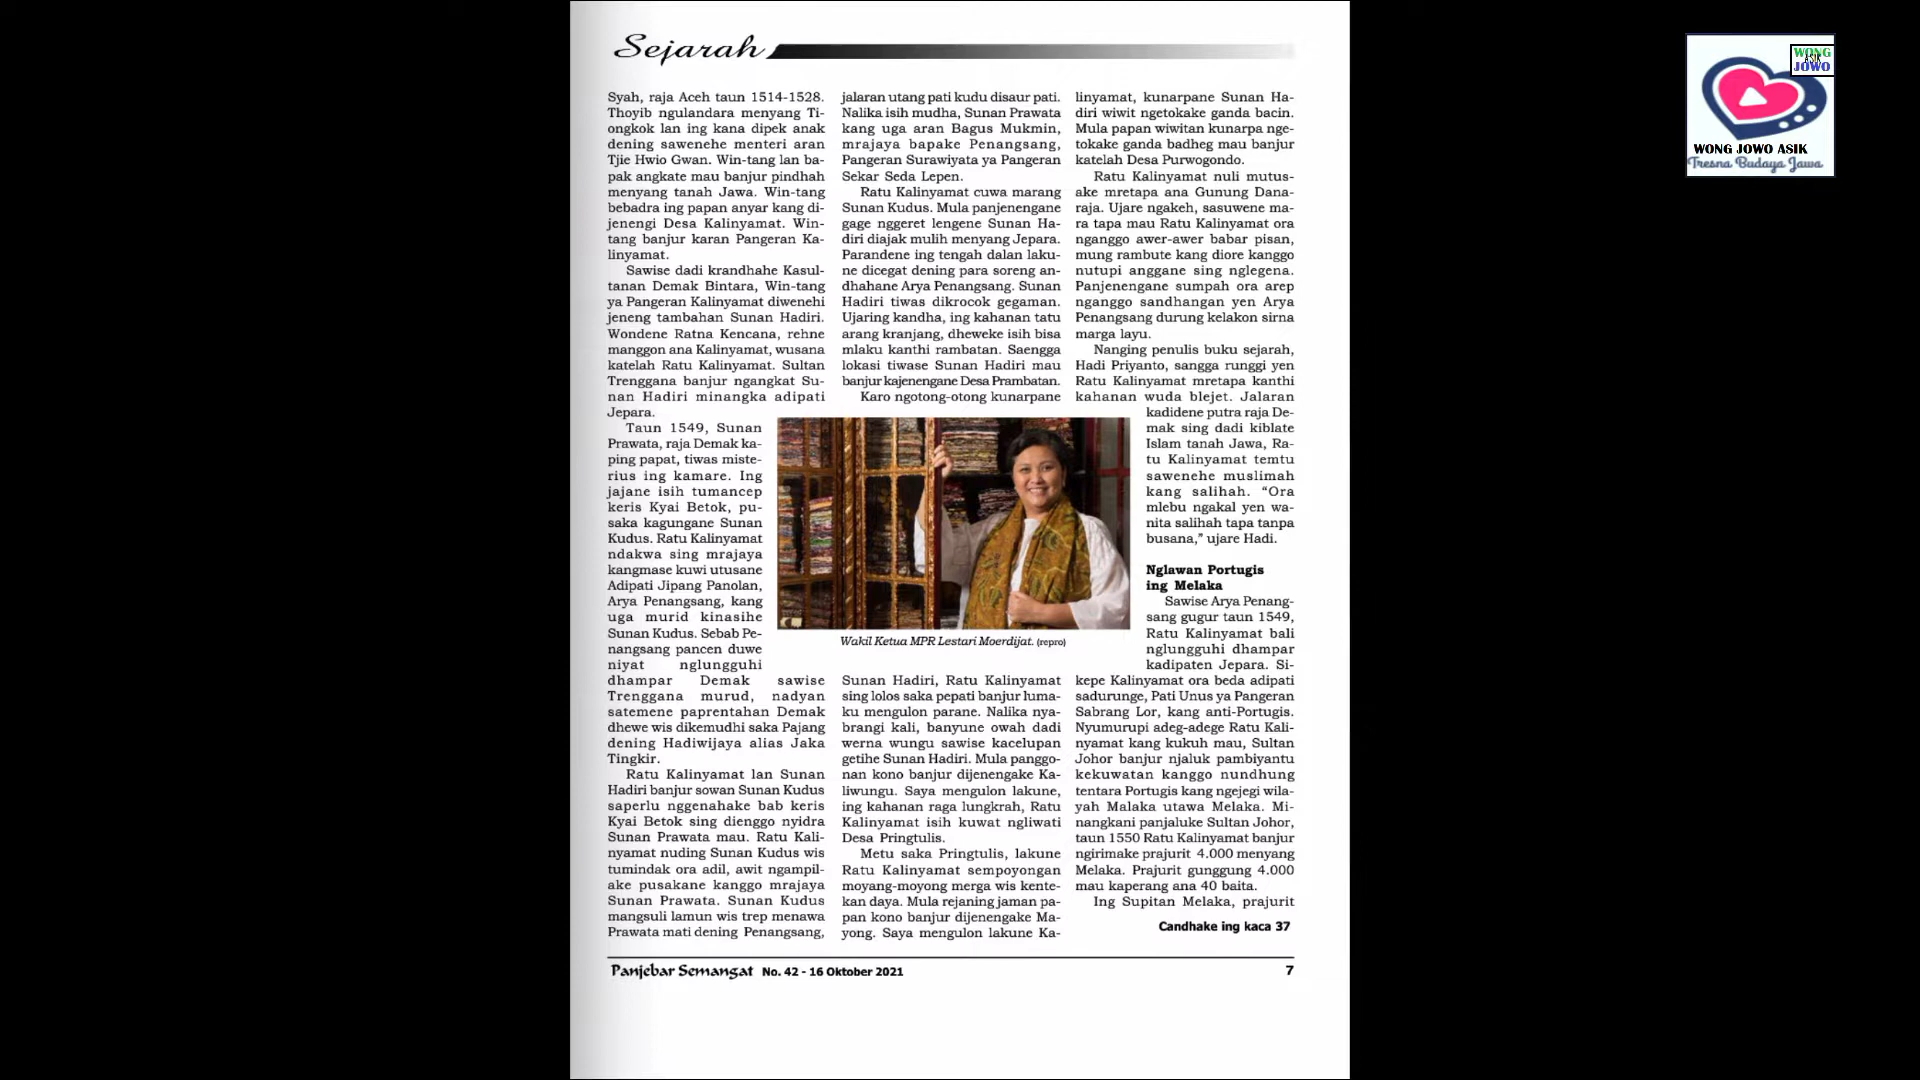 Sejarah
Syah, raja Aceh taun 1514-1528.
Thoyib ngulandara menyang Ti-
ongkok lan ing kana dipek anak
dening sawenehe menteri aran
Tjie Hwio Gwan. Win-tang lan ba-
pak angkate mau banjur pindhah
menyang tanah Jawa. Win-tang
bebadra ing papan anyar kang di-
jenengi Desa Kalinyamat. Win-
tang banjur karan Pangeran Ka-
linyamat.
Sawise dadi krandhahe Kasul-
tanan Demak Bintara, Win-tang
ya Pangeran Kalinyamat diwenehi
jeneng tambahan Sunan Hadiri.
Wondene Ratna Kencana, rehne
manggon ana Kalinyamat, wusana
katelah Ratu Kalinyamat. Sultan
Trenggana banjur ngangkat Su-
nan Hadiri minangka adipati
Jepara.
Taun 1549, Sunan
Prawata, raja Demak ka-
ping papat, tiwas miste-
rius ing kamare. Ing
jajane isih tumancep
keris Kyai Betok, pu-
saka kagungane Sunan
Kudus. Ratu Kalinyamat
ndakwa sing mrajaya
kangmase kuwi utusane
Adipati Jipang Panolan,
Arya Penangsang, kang
uga murid kinasihe
Sunan Kudus. Sebab Pe-
nangsang pancen duwe
niyat nglungguhi
dhampar Demak sawise
Trenggana murud, nadyan
satemene paprentahan Demak
dhewe wis dikemudhi saka Pajang
dening Hadiwijaya alias Jaka
Tingkir.
Ratu Kalinyamat lan Sunan
Hadiri banjur sowan Sunan Kudus
saperlu nggenahake bab keris
Kyai Betok sing dienggo nyidra
Sunan Prawata mau. Ratu Kali-
nyamat nuding Sunan Kudus wis
tumindak ora adil, awit ngampil-
ake pusakane kanggo mrajaya
Sunan Prawata. Sunan Kudus
mangsuli lamun wis trep menawa
Prawata mati dening Penangsang,
jalaran utang pati kudu disaur pati.
Nalika isih mudha, Sunan Prawata
kang uga aran Bagus Mukmin,
mrajaya bapake Penangsang,
Pangeran Surawiyata ya Pangeran
Sekar Seda Lepen.
Ratu Kalinyamat cuwa marang
Sunan Kudus. Mula panjenengane
gage nggeret lengene Sunan Ha-
diri diajak mulih menyang Jepara.
Parandene ing tengah dalan laku-
ne dicegat dening para soreng an-
dhahane Arya Penangsang. Sunan
Hadiri tiwas dikrocok gegaman.
Ujaring kandha, ing kahanan tatu
arang kranjang, dheweke isih bisa
mlaku kanthi rambatan. Saengga
lokasi tiwase Sunan Hadiri mau
banjur kajenengane Desa Prambatan.
Karo ngotong-otong kunarpane
Wakil Ketua MPR Lestari Moerdijat. (repro)
Sunan Hadiri, Ratu Kalinyamat
sing lolos saka pepati banjur luma-
ku mengulon parane. Nalika nya-
brangi kali, banyune owah dadi
werna wungu sawise kacelupan
getihe Sunan Hadiri. Mula panggo-
nan kono banjur dijenengake Ka-
liwungu. Saya mengulon lakune,
ing kahanan raga lungkrah, Ratu
Kalinyamat isih kuwat ngliwati
Desa Pringtulis.
Metu saka Pringtulis, lakune
Ratu Kalinyamat sempoyongan
moyang-moyong merga wis kente-
kan daya. Mula rejaning jaman pa-
pan kono banjur dijenengake Ma-
yong. Saya mengulon lakune Ka-
linyamat, kunarpane Sunan Ha-
diri wiwit ngetokake ganda bacin.
Mula papan wiwitan kunarpa nge-
tokake ganda badheg mau banjur
katelah Desa Purwogondo.
Ratu Kalinyamat nuli mutus-
ake mretapa ana Gunung Dana-
raja. Ujare ngakeh, sasuwene ma-
ra tapa mau Ratu Kalinyamat ora
nganggo awer-awer babar pisan,
mung rambute kang diore kanggo
nutupi anggane sing nglegena.
Panjenengane sumpah ora arep
nganggo sandhangan yen Arya
Penangsang durung kelakon sirna
marga layu.
Nanging penulis buku sejarah,
Hadi Priyanto, sangga runggi yen
Ratu Kalinyamat mretapa kanthi
kahanan wuda blejet. Jalaran
kadidene putra raja De-
mak sing dadi kiblate
Islam tanah Jawa, Ra-
tu Kalinyamat temtu
sawenehe muslimah
kang salihah. “Ora
mlebu ngakal yen wa-
nita salihah tapa tanpa
busana,” ujare Hadi.
Nglawan Portugis
ing Melaka
Sawise Arya Penang-
sang gugur taun 1549,
Ratu Kalinyamat bali
nglungguhi dhampar
kadipaten Jepara. Si-
kepe Kalinyamat ora beda adipati
sadurunge, Pati Unus ya Pangeran
Sabrang Lor, kang anti-Portugis.
Nyumurupi adeg-adege Ratu Kali-
nyamat kang kukuh mau, Sultan
Johor banjur njaluk pambiyantu
kekuwatan kanggo nundhung
tentara Portugis kang ngejegi wila-
yah Malaka utawa Melaka. Mi-
nangkani panjaluke Sultan Johor,
taun 1550 Ratu Kalinyamat banjur
ngirimake prajurit 4.000 menyang
Melaka. Prajurit gunggung 4.000
mau kaperang ana 40 baita.
Ing Supitan Melaka, prajurit
Candhake ing kaca 37
Panjebar Semangat No. 42 - 16 Oktober 2021
7
WONG
ASIK
JOWO
WONG JOWO ASIK
Tresna Budaya Jawa